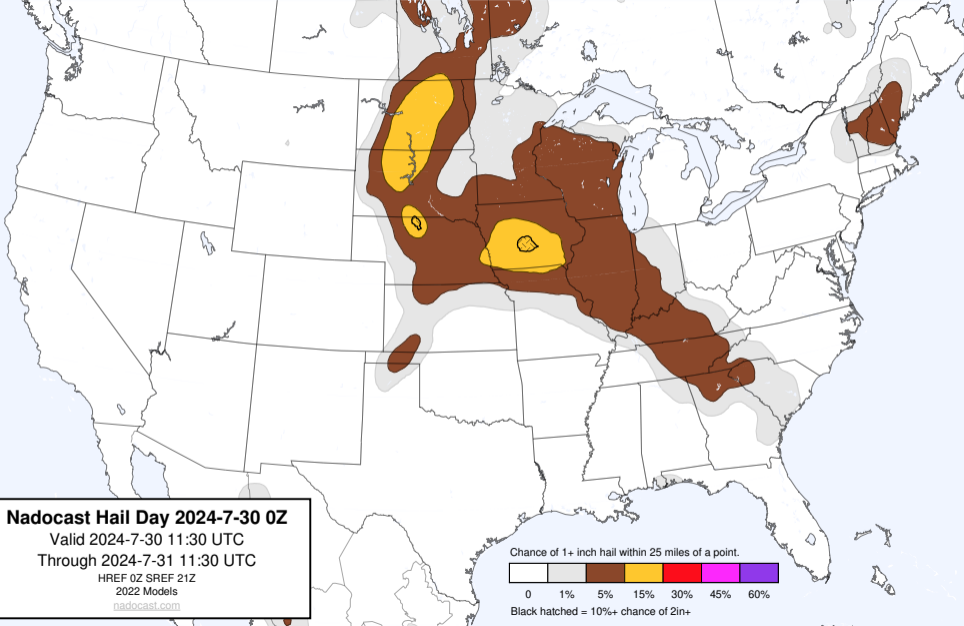 Nadocast Hail Day 2024-7-30 0Z
Valid 2024-7-30 11:30 UTC
Through 2024-7-31 11:30 UTC
HREF 0Z SREF 21Z
2022 Models
nadocast.com
Chance of 1+ inch hail within 25 miles of a point.
0 1% 5% 15% 30% 45% 60%
Black hatched = 10%+ chance of 2in+